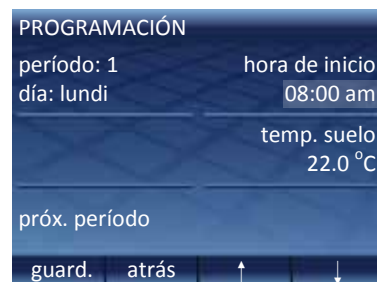 PROGRAMACIÓN
período: 1 hora de inicio
día: lundi 08:00 am
temp. suelo
22.0 °C
próx. período
guard. atrás ↑ ↓